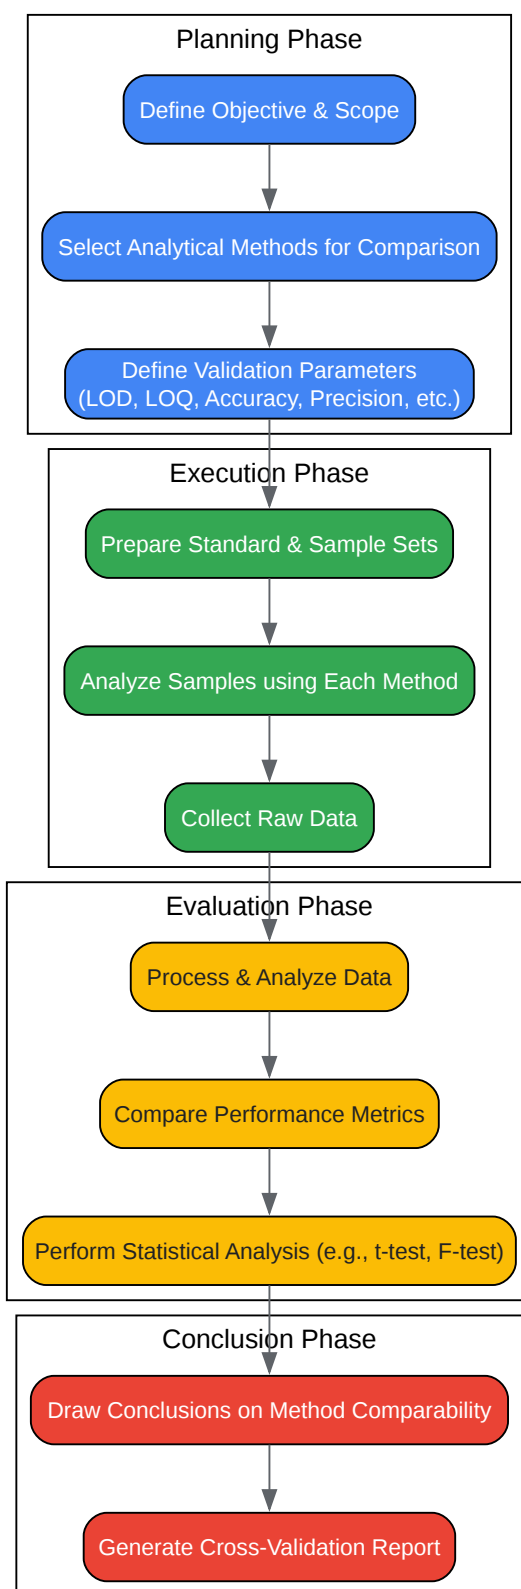 Planning Phase
Define Objective & Scope
Select Analytical Methods for Comparison
Define Validation Parameters
(LOD, LOQ, Accuracy, Precision, etc.)
Execution Phase
Prepare Standard & Sample Sets
Analyze Samples using Each Method
Collect Raw Data
Evaluation Phase
Process & Analyze Data
Compare Performance Metrics
Perform Statistical Analysis (e.g., t-test, F-test)
Conclusion Phase
Draw Conclusions on Method Comparability
Generate Cross-Validation Report